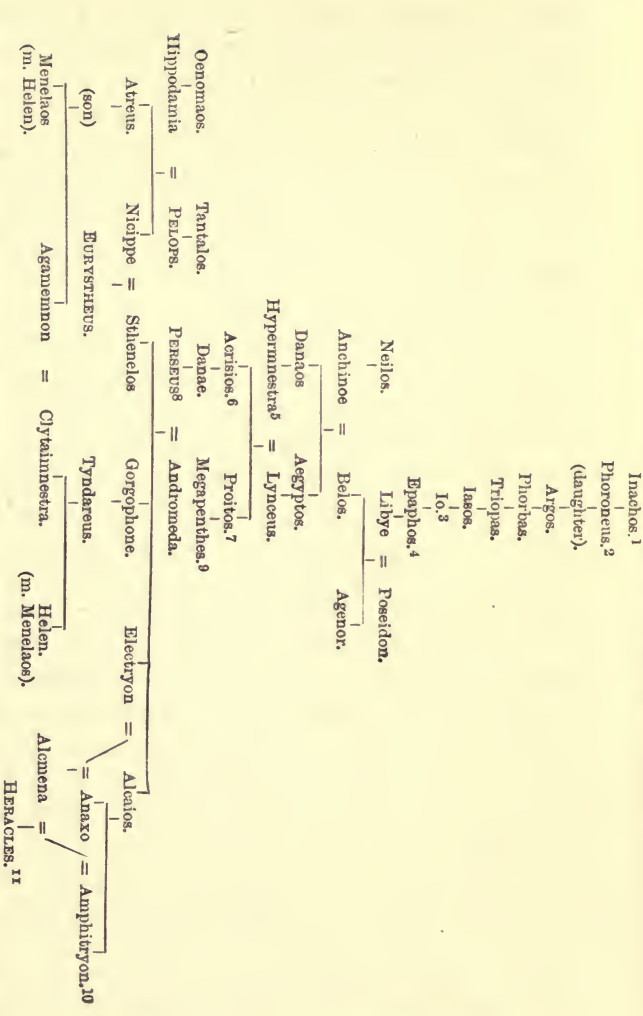 Inachos.¹
Phoroneus.²
(daughter).
Argos.
Phorbas.
Triopas.
Iasos.
Io.³
Epaphos.⁴
Neilos. Libye = Poseidon.
Anchinoe = Belos. Agenor.
Danaos Aegyptos.
Hypermnestra⁵ = Lynceus.
Acrisios.⁶ Proitos.⁷
Oenomaos. Tantalos. Danae. Megapenthes.⁹
Hippodamia = PELOPS. PERSEUS⁸ = Andromeda.
Atreus. Nicippe = Sthenelos Gorgophone. Electryon = Alcaios.
(son) EURYSTHEUS. Tyndareus. = Anaxo = Amphitryon.¹⁰
Menelaos Agamemnon = Clytaimnestra. Helen. Alcmena =
(m. Helen). (m. Menelaos).
HERACLES.¹¹